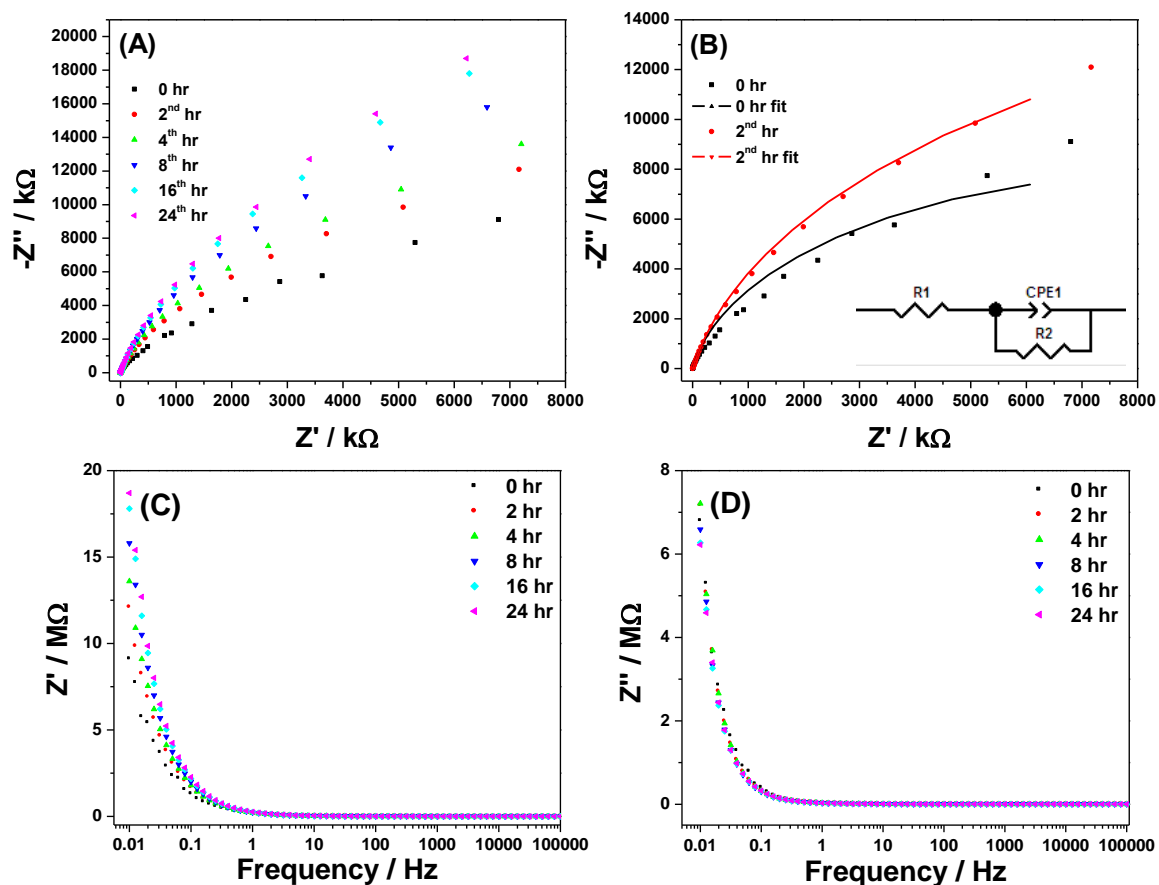 (A)
0 hr
2nd hr
4th hr
8th hr
16th hr
24th hr
20000
18000
16000
14000
12000
10000
8000
6000
4000
2000
0
-Z'' / kΩ
0 1000 2000 3000 4000 5000 6000 7000 8000
Z' / kΩ
(B)
0 hr
0 hr fit
2nd hr
2nd hr fit
14000
12000
10000
8000
6000
4000
2000
0
-Z'' / kΩ
R1
CPE1
R2
0 1000 2000 3000 4000 5000 6000 7000 8000
Z' / kΩ
(C)
0 hr
2 hr
4 hr
8 hr
16 hr
24 hr
20
15
10
5
0
Z' / MΩ
0.01 0.1 1 10 100 1000 10000 100000
Frequency / Hz
(D)
0 hr
2 hr
4 hr
8 hr
16 hr
24 hr
8
6
4
2
0
Z'' / MΩ
0.01 0.1 1 10 100 1000 10000 100000
Frequency / Hz